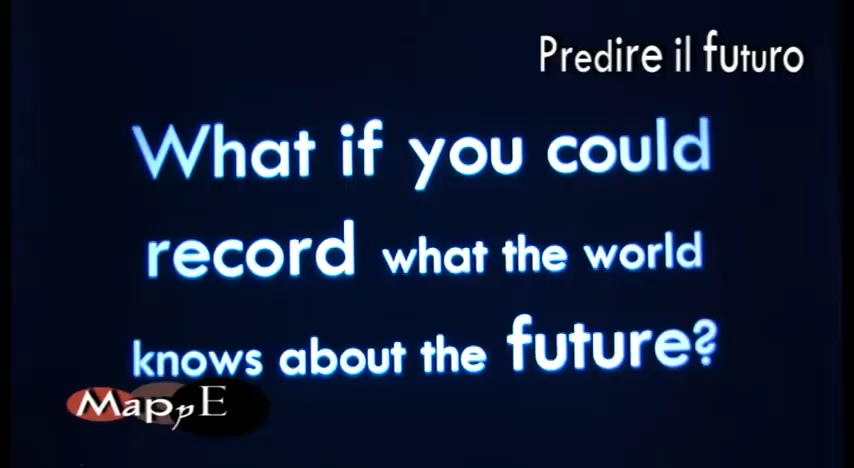 Predire il futuro
What if you could
record what the world
knows about the future?
MappE